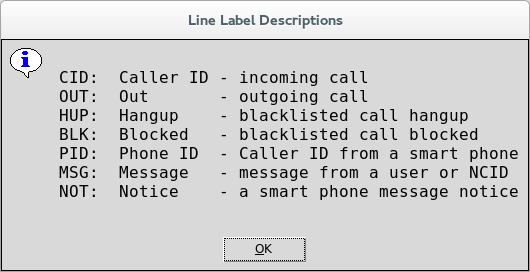 Line Label Descriptions
CID: Caller ID - incoming call
OUT: Out - outgoing call
HUP: Hangup - blacklisted call hangup
BLK: Blocked - blacklisted call blocked
PID: Phone ID - Caller ID from a smart phone
MSG: Message - message from a user or NCID
NOT: Notice - a smart phone message notice
OK